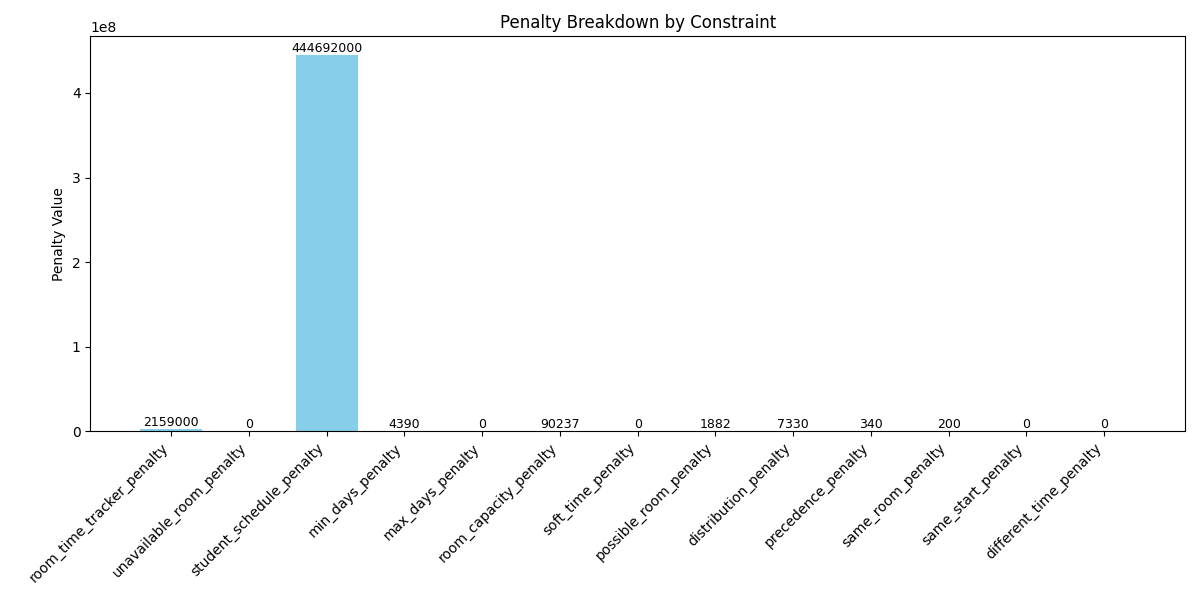 Penalty Breakdown by Constraint
1e8
Penalty Value
4
3
2
1
0
2159000
0
444692000
4390
0
90237
0
1882
7330
340
200
0
0
room_time_tracker_penalty
unavailable_room_penalty
student_schedule_penalty
min_days_penalty
max_days_penalty
room_capacity_penalty
soft_time_penalty
possible_room_penalty
distribution_penalty
precedence_penalty
same_room_penalty
same_start_penalty
different_time_penalty